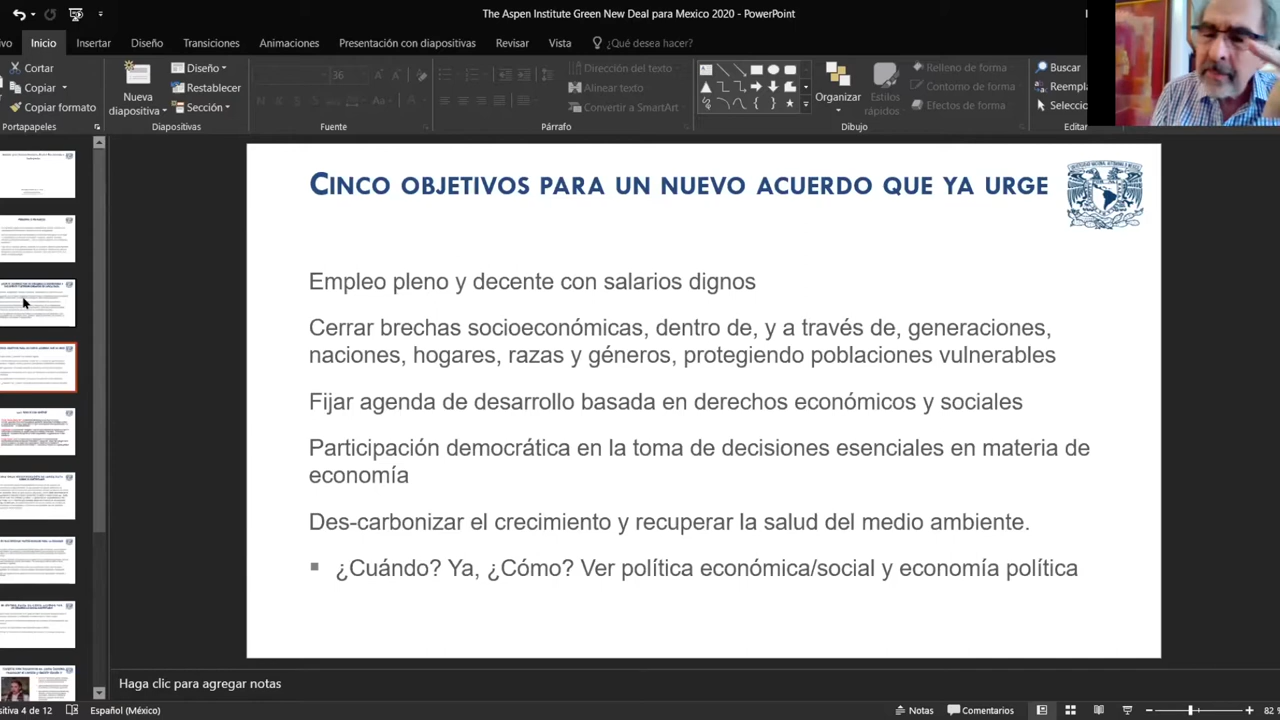 The Aspen Institute Green New Deal para Mexico 2020 - PowerPoint
Inicio Insertar Diseño Transiciones Animaciones Presentación con diapositivas Revisar Vista ¿Qué desea hacer?
Cortar
Copiar
Copiar formato
Portapapeles
Nueva
diapositiva
Diseño
Restablecer
Sección
Diapositivas
36
Fuente
Dirección del texto
Alinear texto
Convertir a SmartArt
Párrafo
Organizar
Estilos
rápidos
Relleno de forma
Contorno de forma
Efectos de forma
Dibujo
Buscar
Reempla
Seleccio
Editar
CINCO OBJETIVOS PARA UN NUEVO ACUERDO QUE YA URGE
Empleo pleno y decente con salarios dignos
Cerrar brechas socioeconómicas, dentro de, y a través de, generaciones,
naciones, hogares, razas y géneros, protegiendo poblaciones vulnerables
Fijar agenda de desarrollo basada en derechos económicos y sociales
Participación democrática en la toma de decisiones esenciales en materia de
economía
Des-carbonizar el crecimiento y recuperar la salud del medio ambiente.
¿Cuándo? Ya, ¿Cómo? Ver política económica/social y economía política
Haga clic para agregar notas
sitiva 4 de 12 Español (México) Notas Comentarios 82